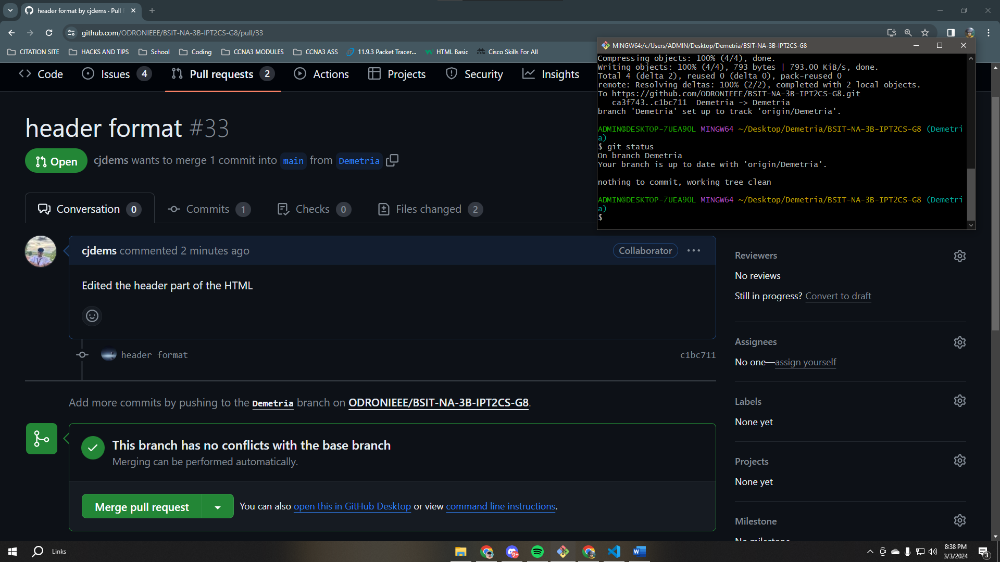 header format by cjdems · Pull
github.com/ODRONIEEE/BSIT-NA-3B-IPT2CS-G8/pull/33
CITATION SITE
HACKS AND TIPS
School
Coding
CCNA3 MODULES
CCNA3 ASS
11.9.3 Packet Tracer...
HTML Basic
Cisco Skills For All
Code
Issues 4
Pull requests 2
Actions
Projects
Security
Insights
MINGW64:/c/Users/ADMIN/Desktop/Demetria/BSIT-NA-3B-IPT2CS-G8
Compressing objects: 100% (4/4), done.
Writing objects: 100% (4/4), 793 bytes | 793.00 KiB/s, done.
Total 4 (delta 2), reused 0 (delta 0), pack-reused 0
remote: Resolving deltas: 100% (2/2), completed with 2 local objects.
To https://github.com/ODRONIEEE/BSIT-NA-3B-IPT2CS-G8.git
ca3f743..c1bc711  Demetria -> Demetria
branch 'Demetria' set up to track 'origin/Demetria'.
ADMIN@DESKTOP-7UEA9OL MINGW64 ~/Desktop/Demetria/BSIT-NA-3B-IPT2CS-G8 (Demetri
a)
$ git status
On branch Demetria
Your branch is up to date with 'origin/Demetria'.
nothing to commit, working tree clean
ADMIN@DESKTOP-7UEA9OL MINGW64 ~/Desktop/Demetria/BSIT-NA-3B-IPT2CS-G8 (Demetri
a)
$
header format #33
Open
cjdems wants to merge 1 commit into main from Demetria
Conversation 0
Commits 1
Checks 0
Files changed 2
cjdems commented 2 minutes ago
Collaborator
Edited the header part of the HTML
header format
c1bc711
Add more commits by pushing to the Demetria branch on ODRONIEEE/BSIT-NA-3B-IPT2CS-G8.
This branch has no conflicts with the base branch
Merging can be performed automatically.
Merge pull request
You can also open this in GitHub Desktop or view command line instructions.
Reviewers
No reviews
Still in progress? Convert to draft
Assignees
No one—assign yourself
Labels
None yet
Projects
None yet
Milestone
No milestone
Links
9+
8:38 PM
3/3/2024
3